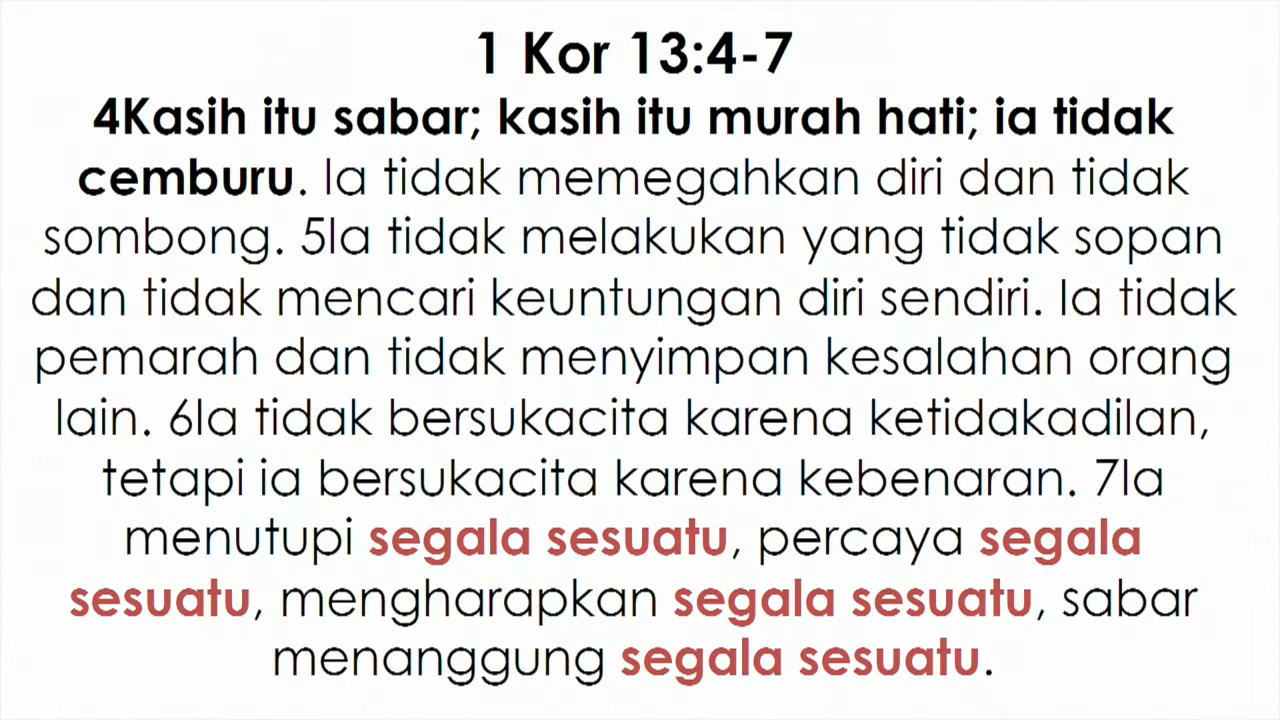 1 Kor 13:4-7
4Kasih itu sabar; kasih itu murah hati; ia tidak
cemburu. Ia tidak memegahkan diri dan tidak
sombong. 5Ia tidak melakukan yang tidak sopan
dan tidak mencari keuntungan diri sendiri. Ia tidak
pemarah dan tidak menyimpan kesalahan orang
lain. 6Ia tidak bersukacita karena ketidakadilan,
tetapi ia bersukacita karena kebenaran. 7Ia
menutupi segala sesuatu, percaya segala
sesuatu, mengharapkan segala sesuatu, sabar
menanggung segala sesuatu.